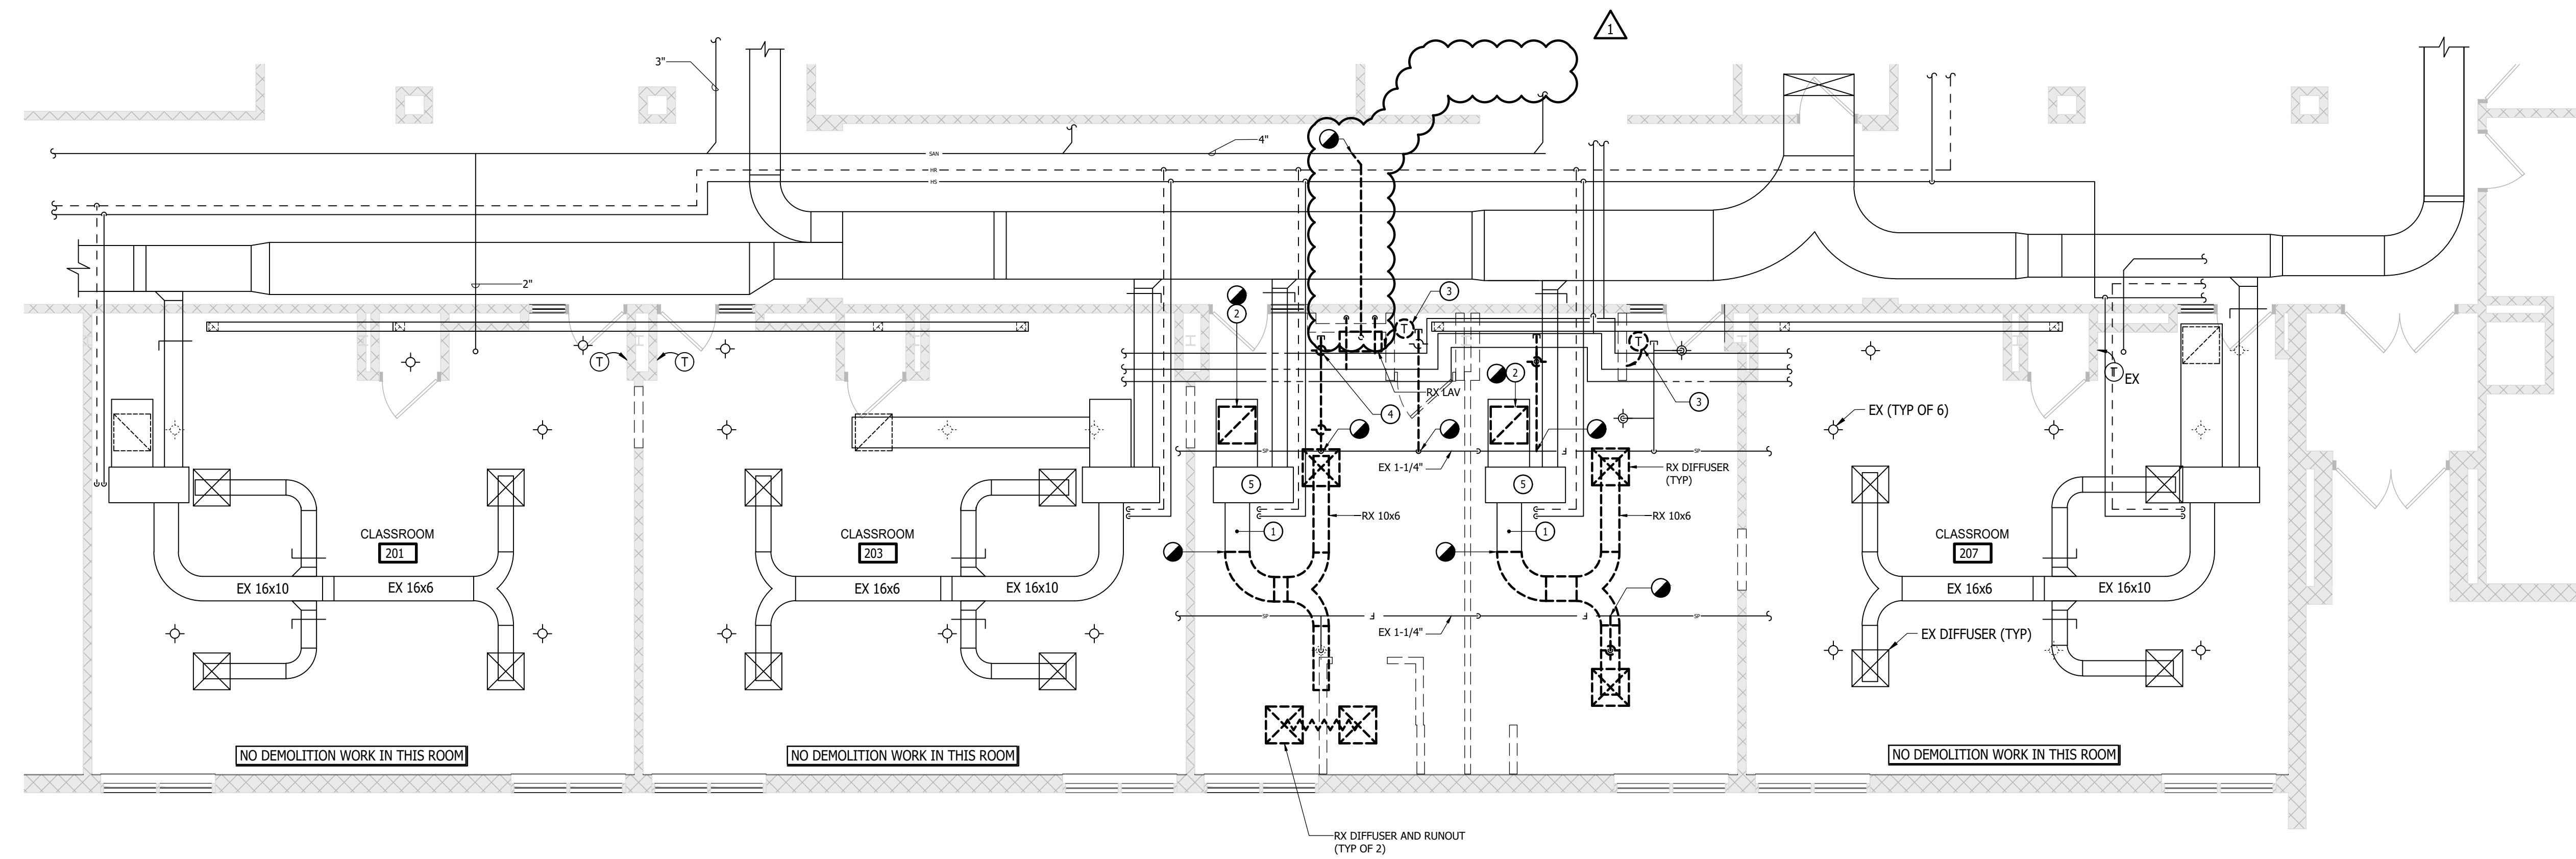 1
3"
4"
SAN
HR
HS
2"
3
2
T
T
T
T
T
EX
H
H
H
H
H
RX LAV
2
4
3
EX (TYP OF 6)
SP
EX 1-1/4"
F
SP
RX DIFFUSER
(TYP)
5
5
RX 10x6
RX 10x6
1
1
CLASSROOM
201
CLASSROOM
203
CLASSROOM
207
EX 16x10
EX 16x6
EX 16x6
EX 16x10
EX 16x6
EX 16x10
SP
F
EX 1-1/4"
F
SP
EX DIFFUSER (TYP)
NO DEMOLITION WORK IN THIS ROOM
NO DEMOLITION WORK IN THIS ROOM
NO DEMOLITION WORK IN THIS ROOM
RX DIFFUSER AND RUNOUT
(TYP OF 2)